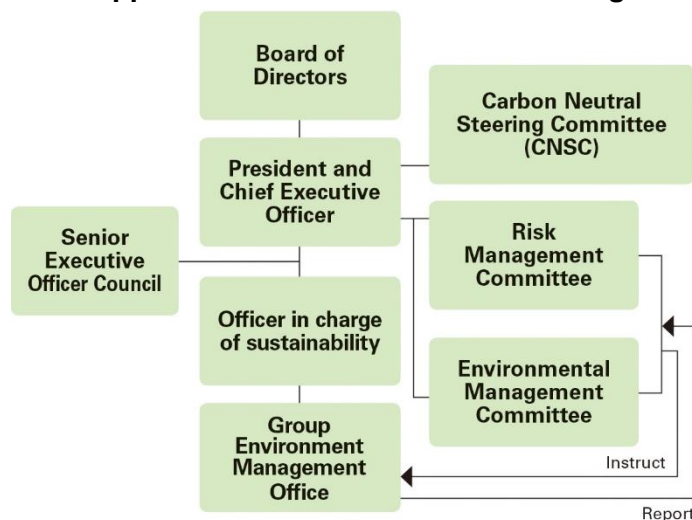 Board of
Directors
Carbon Neutral
Steering Committee
(CNSC)
President and
Chief Executive
Officer
Senior
Executive
Officer Council
Risk
Management
Committee
Officer in charge
of sustainability
Environmental
Management
Committee
Group
Environment
Management
Office
Instruct
Report